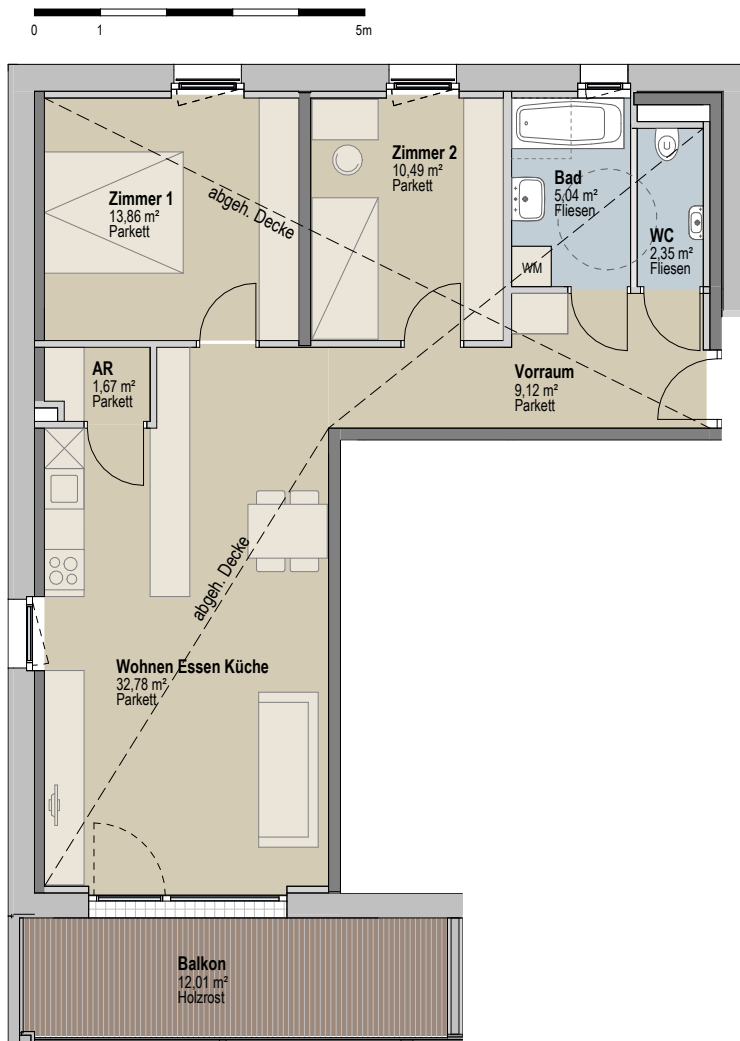 0 1 5m
Zimmer 1
13,86 m²
Parkett
abgeh. Decke
Zimmer 2
10,49 m²
Parkett
Bad
5,04 m²
Fliesen
WC
2,35 m²
Fliesen
WM
AR
1,67 m²
Parkett
Vorraum
9,12 m²
Parkett
abgeh. Decke
Wohnen Essen Küche
32,78 m²
Parkett
Balkon
12,01 m²
Holzrost